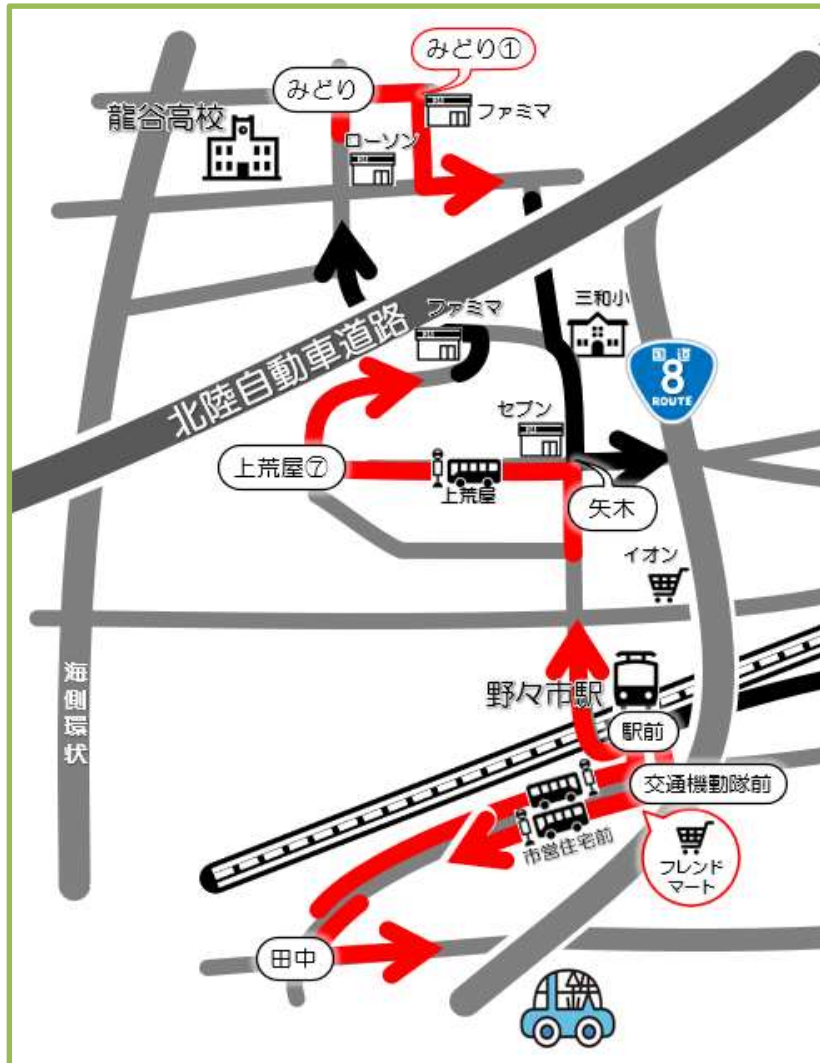 みどり①
みどり
ファミマ
龍谷高校
ローソン
ファミマ
三和小
北陸自動車道路
国道
8
ROUTE
セブン
上荒屋⑦
上荒屋
矢木
イオン
海側環状
野々市駅
駅前
交通機動隊前
市営住宅前
フレンド
マート
田中